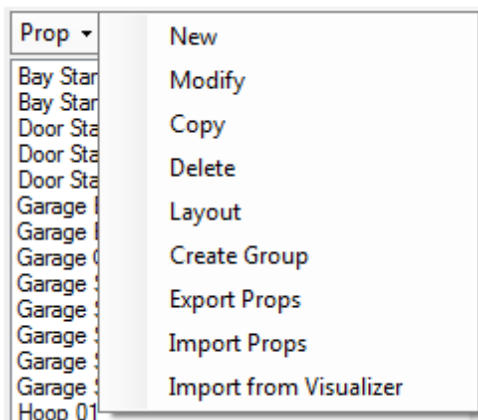 Prop
Bay Star
Bay Star
Door Sta
Door Sta
Door Sta
Garage
Garage
Garage
Garage
Garage
Garage
Garage
Garage
Hoop 01
New
Modify
Copy
Delete
Layout
Create Group
Export Props
Import Props
Import from Visualizer